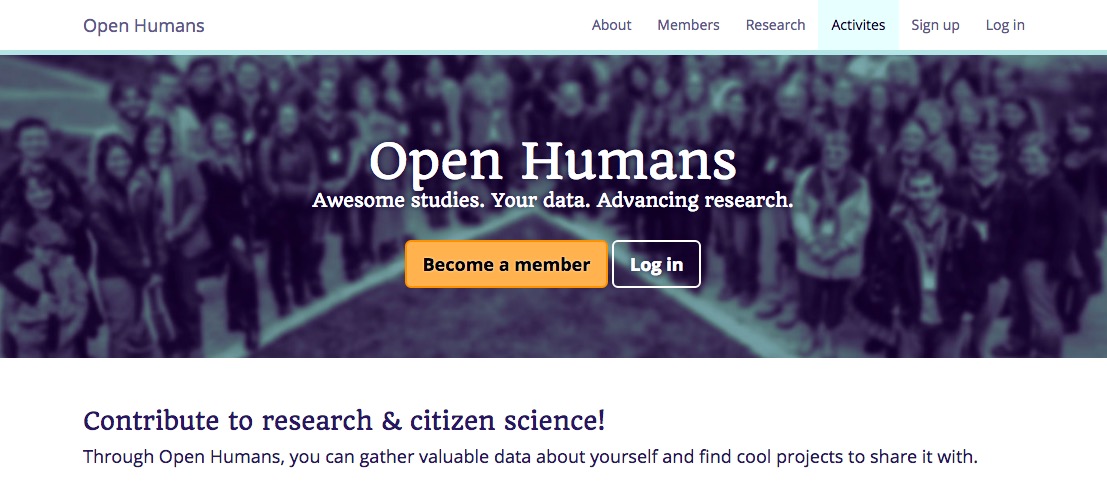 Open Humans About Members Research Activites Sign up Log in
Open Humans
Awesome studies. Your data. Advancing research.
Become a member Log in
Contribute to research & citizen science!
Through Open Humans, you can gather valuable data about yourself and find cool projects to share it with.